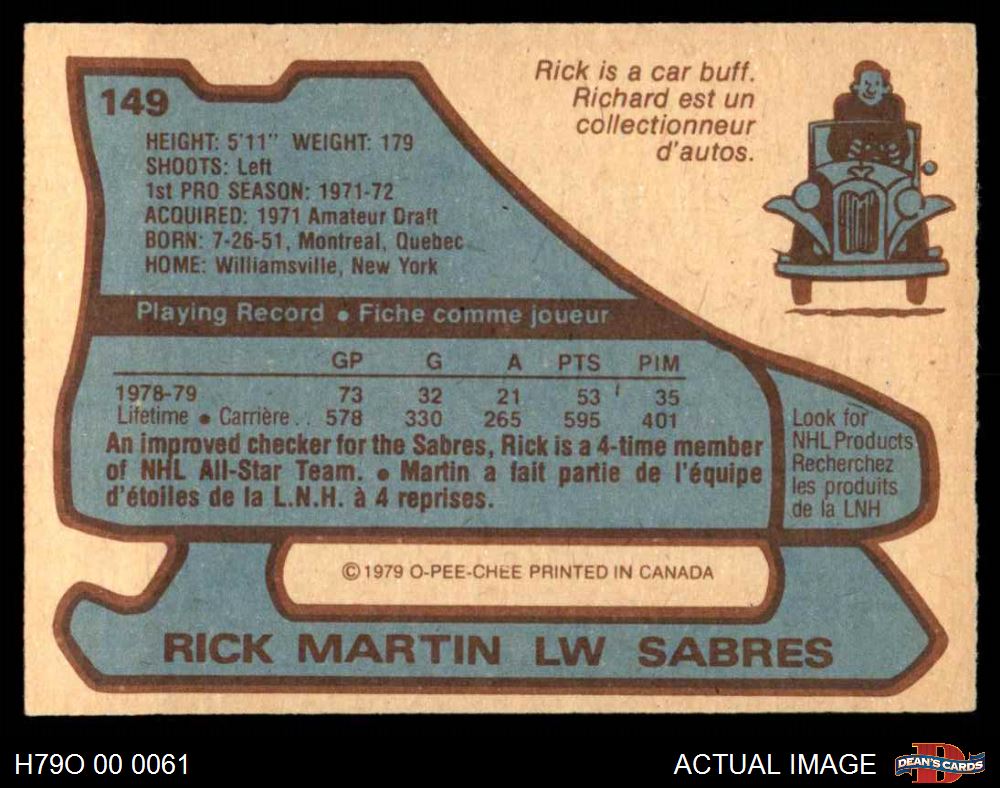 149
Rick is a car buff.
Richard est un
collectionneur
d'autos.
HEIGHT: 5'11" WEIGHT: 179
SHOOTS: Left
1st PRO SEASON: 1971-72
ACQUIRED: 1971 Amateur Draft
BORN: 7-26-51, Montreal, Quebec
HOME: Williamsville, New York
Playing Record • Fiche comme joueur
GP G A PTS PIM
1978-79 73 32 21 53 35
Lifetime • Carrière . . 578 330 265 595 401
An improved checker for the Sabres, Rick is a 4-time member
of NHL All-Star Team. • Martin a fait partie de l'équipe
d'étoiles de la L.N.H. à 4 reprises.
Look for
NHL Products
Recherchez
les produits
de la LNH
© 1979 O-PEE-CHEE PRINTED IN CANADA
RICK MARTIN LW SABRES
H79O 00 0061
ACTUAL IMAGE
DEAN'S CARDS